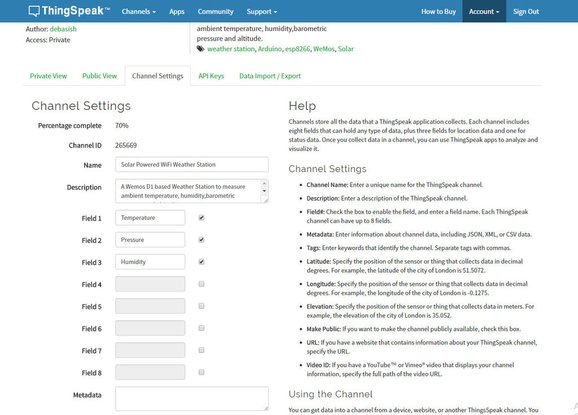 ThingSpeak™ Channels Apps Community Support How to Buy Account Sign Out
Author: debasish
Access: Private
ambient temperature, humidity,barometric
pressure and altitude.
weather station, Arduino, esp8266, WeMos, Solar
Private View Public View Channel Settings API Keys Data Import / Export
Channel Settings
Percentage complete 70%
Channel ID 265669
Name Solar Powered WiFi Weather Station
Description A Wemos D1 based Weather Station to measure
ambient temperature, humidity,barometric
Field 1 Temperature
Field 2 Pressure
Field 3 Humidity
Field 4
Field 5
Field 6
Field 7
Field 8
Metadata
Help
Channels store all the data that a ThingSpeak application collects. Each channel includes
eight fields that can hold any type of data, plus three fields for location data and one for
status data. Once you collect data in a channel, you can use ThingSpeak apps to analyze and
visualize it.
Channel Settings
• Channel Name: Enter a unique name for the ThingSpeak channel.
• Description: Enter a description of the ThingSpeak channel.
• Field#: Check the box to enable the field, and enter a field name. Each ThingSpeak
channel can have up to 8 fields.
• Metadata: Enter information about channel data, including JSON, XML, or CSV data.
• Tags: Enter keywords that identify the channel. Separate tags with commas.
• Latitude: Specify the position of the sensor or thing that collects data in decimal
degrees. For example, the latitude of the city of London is 51.5072.
• Longitude: Specify the position of the sensor or thing that collects data in decimal
degrees. For example, the longitude of the city of London is -0.1275.
• Elevation: Specify the position of the sensor or thing that collects data in meters. For
example, the elevation of the city of London is 35.052.
• Make Public: If you want to make the channel publicly available, check this box.
• URL: If you have a website that contains information about your ThingSpeak channel,
specify the URL.
• Video ID: If you have a YouTube™ or Vimeo® video that displays your channel
information, specify the full path of the video URL.
Using the Channel
You can get data into a channel from a device, website, or another ThingSpeak channel. You